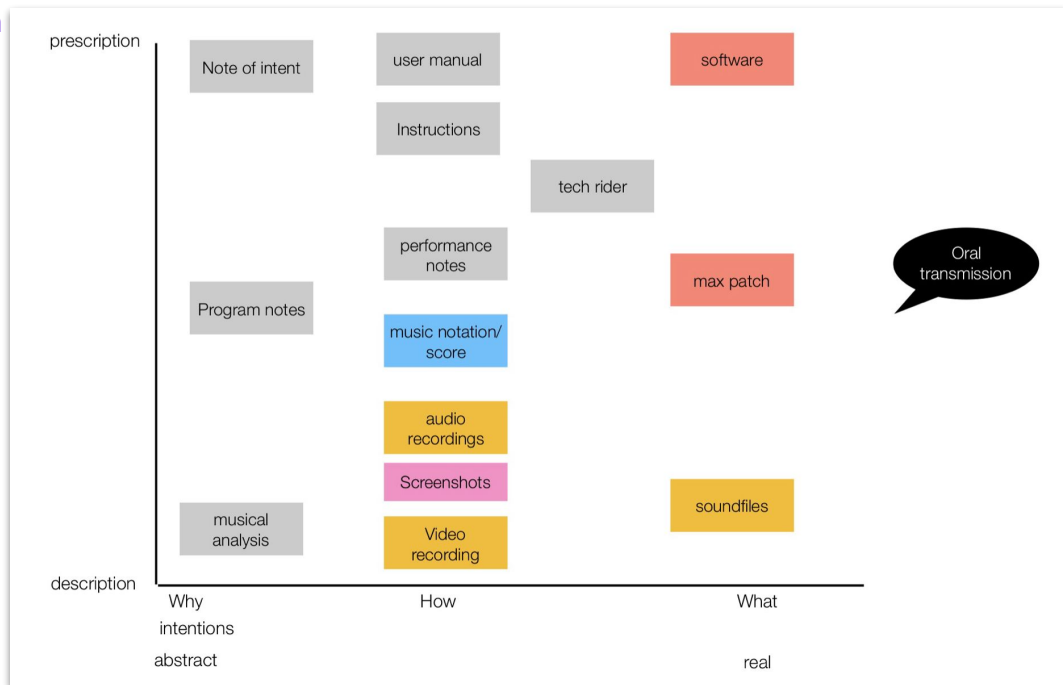 prescription
Note of intent
user manual
software
Instructions
tech rider
performance
notes
Oral
transmission
max patch
Program notes
music notation/
score
audio
recordings
Screenshots
soundfiles
musical
analysis
Video
recording
description
Why
How
What
intentions
abstract
real